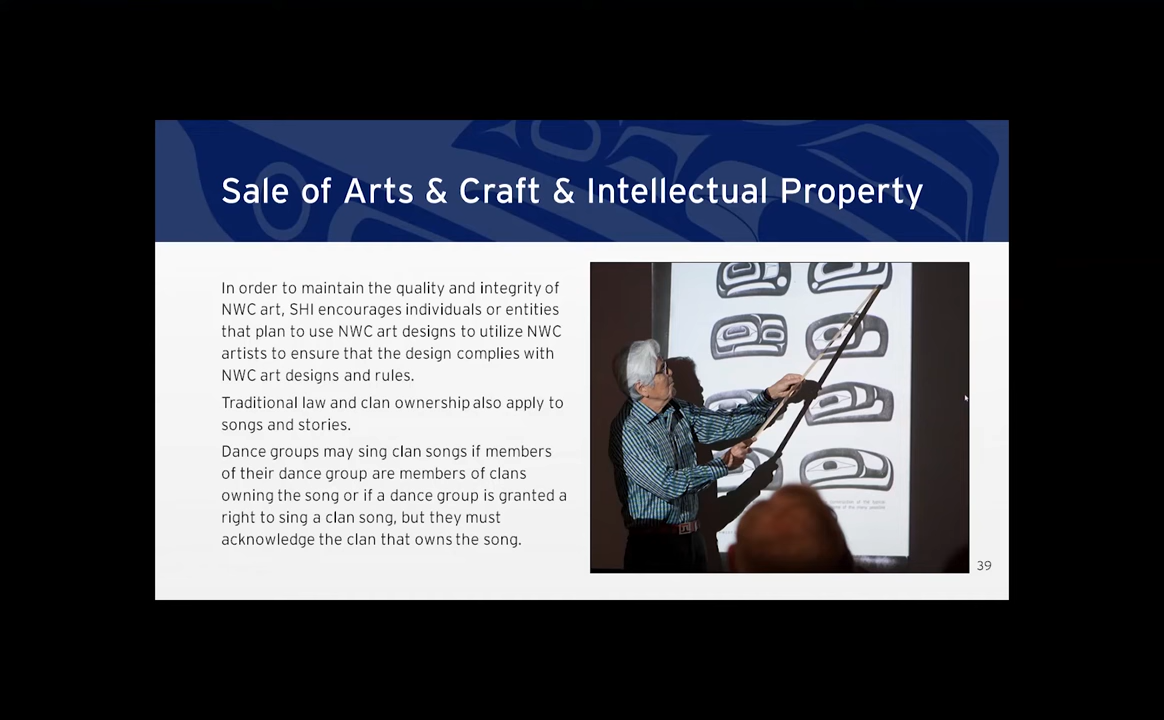 Sale of Arts & Craft & Intellectual Property
In order to maintain the quality and integrity of
NWC art, SHI encourages individuals or entities
that plan to use NWC art designs to utilize NWC
artists to ensure that the design complies with
NWC art designs and rules.
Traditional law and clan ownership also apply to
songs and stories.
Dance groups may sing clan songs if members
of their dance group are members of clans
owning the song or if a dance group is granted a
right to sing a clan song, but they must
acknowledge the clan that owns the song.
39